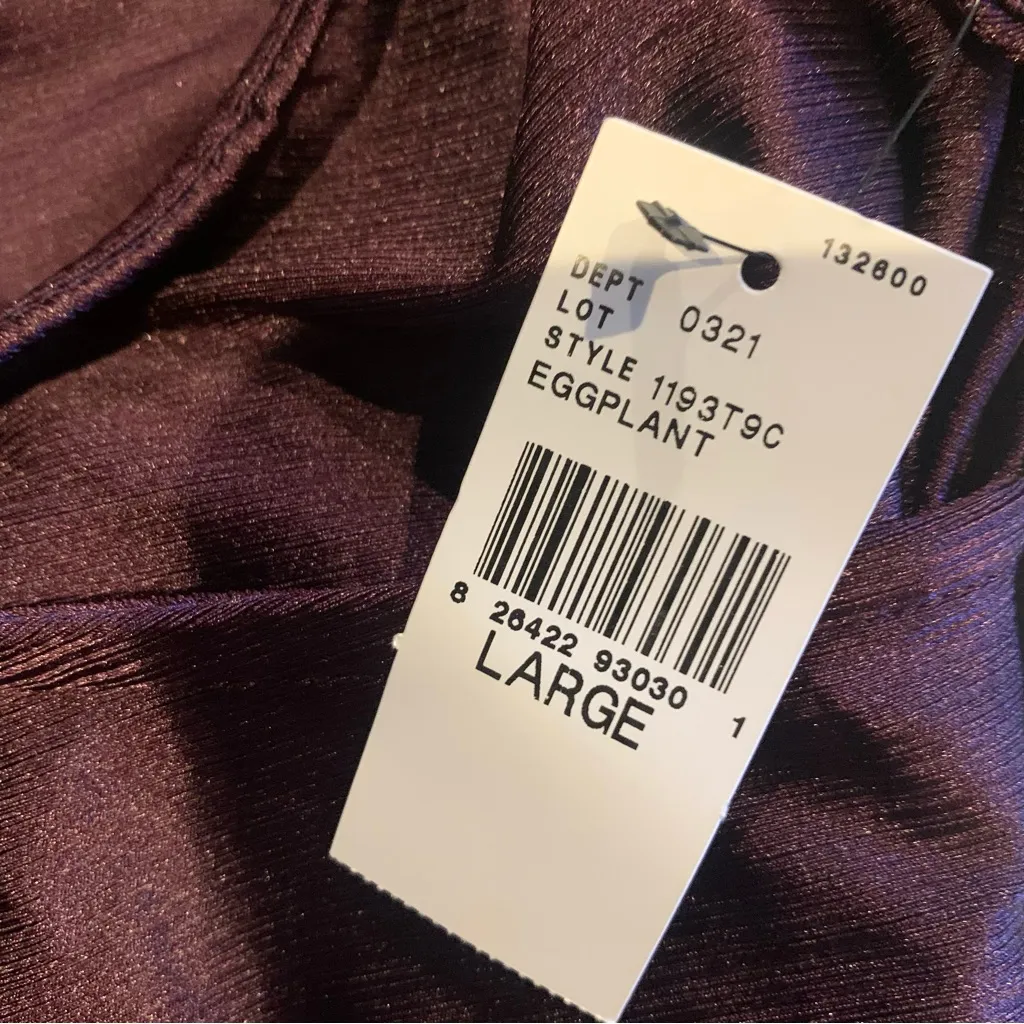 132600
DEPT
LOT 0321
STYLE 1193T9C
EGGPLANT
8 26422 93030 1
LARGE